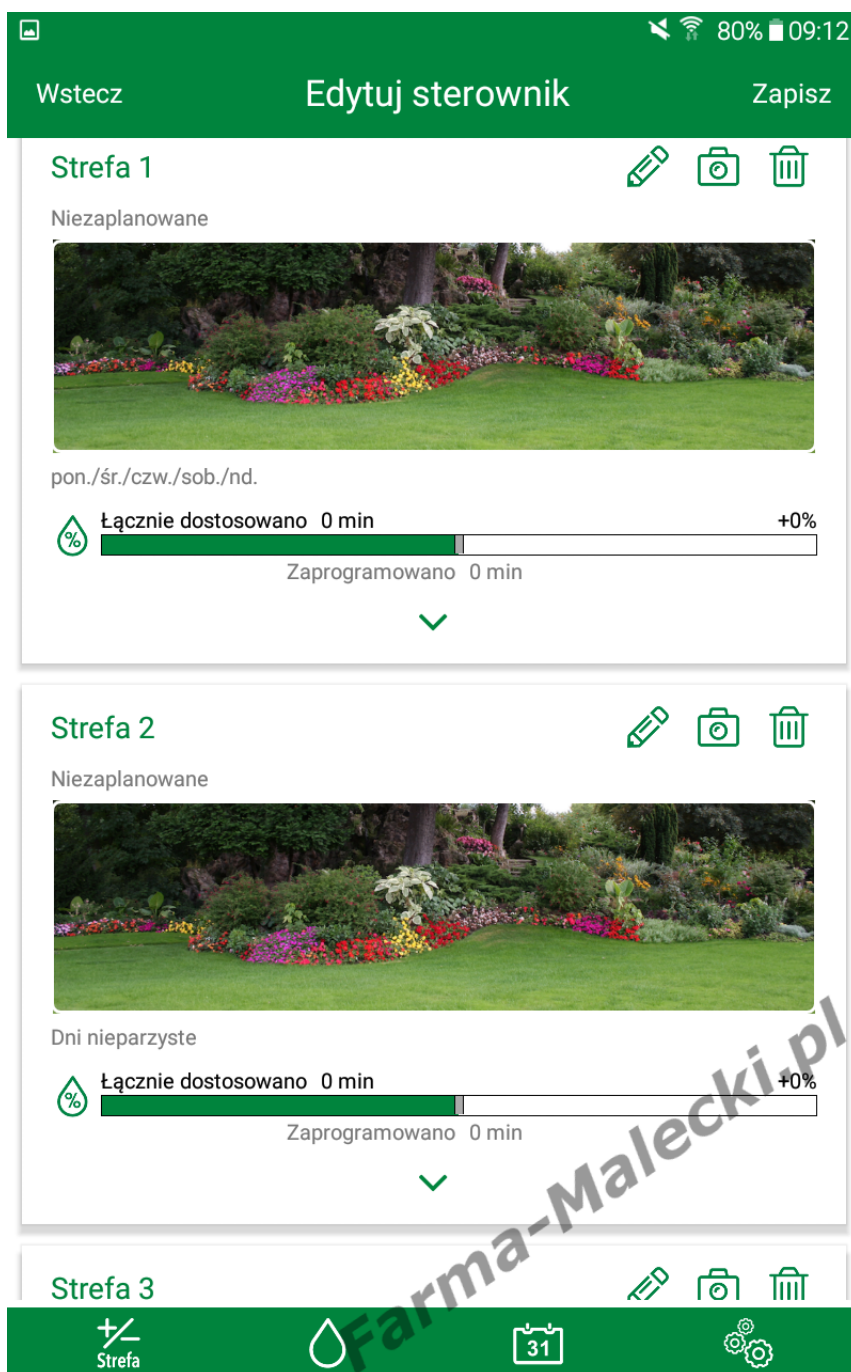 80% 09:12
Wstecz Edytuj sterownik Zapisz
Strefa 1
Niezaplanowane
pon./śr./czw./sob./nd.
Łącznie dostosowano 0 min +0%
%
Zaprogramowano 0 min
Strefa 2
Niezaplanowane
Dni nieparzyste
Łącznie dostosowano 0 min +0%
%
Zaprogramowano 0 min
Strefa 3
Farma-Malecki.pl
+/−
Strefa
31